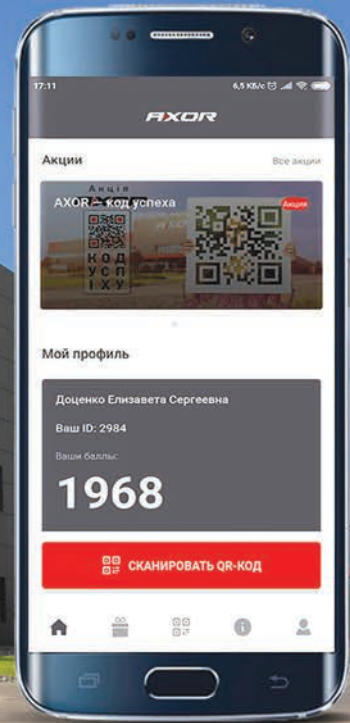 17:11
6,5 КБ/с
AXOR
Акции
Все акции
Акція
AXOR – код успеха
Акция
КОД
УСП
ІХУ
Мой профиль
Доценко Елизавета Сергеевна
Ваш ID: 2984
Ваши баллы:
1968
СКАНИРОВАТЬ QR-КОД